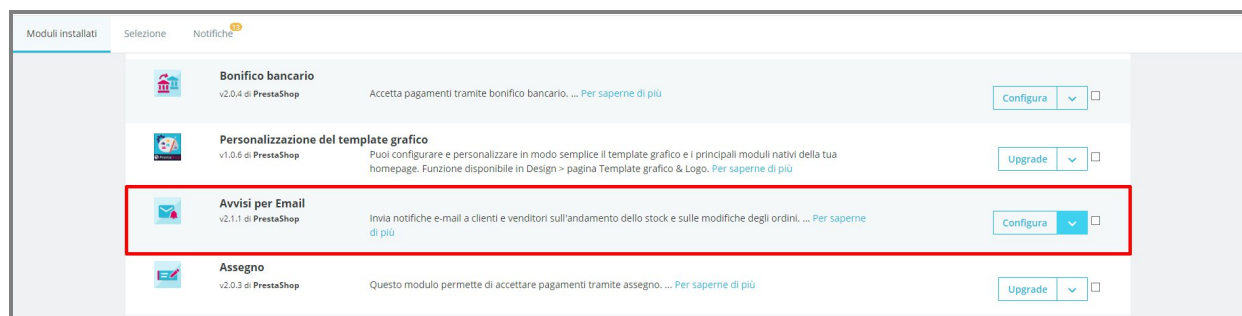 Moduli installati Selezione Notifiche 13
Bonifico bancario
v2.0.4 di PrestaShop Accetta pagamenti tramite bonifico bancario. ... Per saperne di più Configura
Personalizzazione del template grafico
v1.0.6 di PrestaShop Puoi configurare e personalizzare in modo semplice il template grafico e i principali moduli nativi della tua
homepage. Funzione disponibile in Design > pagina Template grafico & Logo. Per saperne di più Upgrade
Avvisi per Email
v2.1.1 di PrestaShop Invia notifiche e-mail a clienti e venditori sull'andamento dello stock e sulle modifiche degli ordini. ... Per saperne
di più Configura
Assegno
v2.0.3 di PrestaShop Questo modulo permette di accettare pagamenti tramite assegno. ... Per saperne di più Upgrade